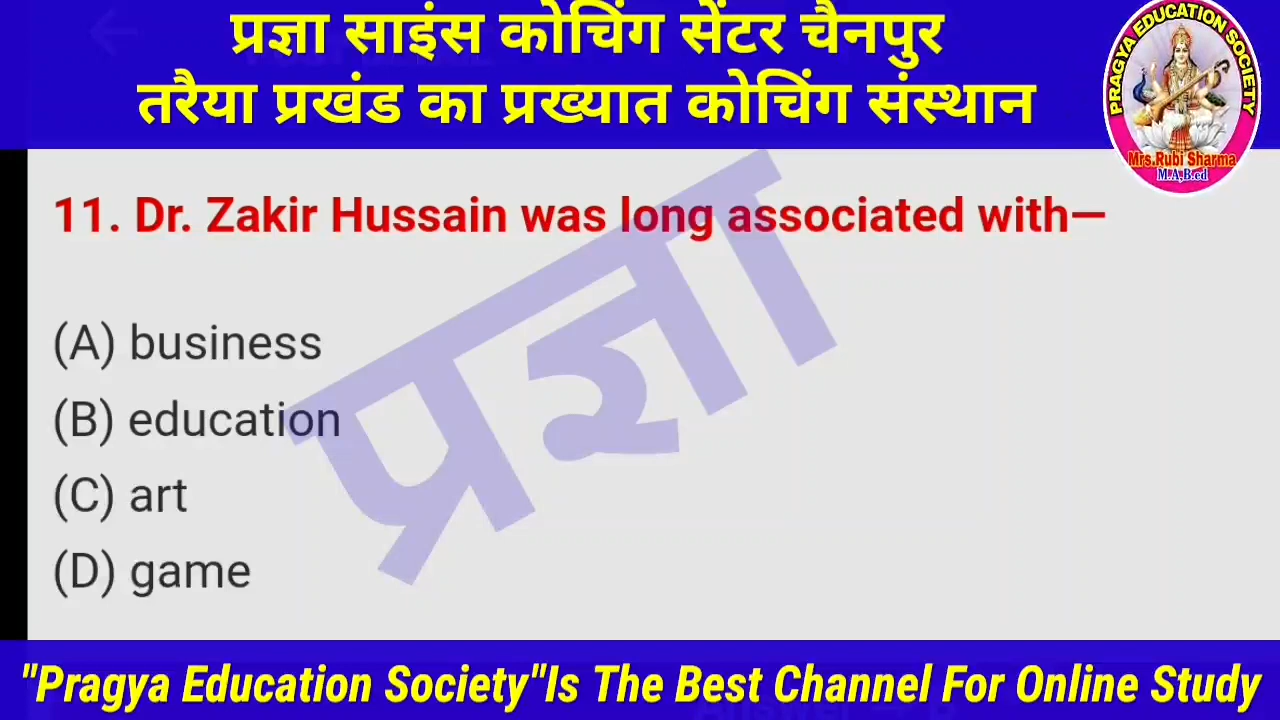 प्रज्ञा साइंस कोचिंग सेंटर चैनपुर
तरैया प्रखंड का प्रख्यात कोचिंग संस्थान
PRAGYA EDUCATION SOCIETY
Mrs.Rubi Sharma
M.A,B.ed
11. Dr. Zakir Hussain was long associated with—
(A) business
(B) education
(C) art
(D) game
प्रज्ञा
"Pragya Education Society"Is The Best Channel For Online Study